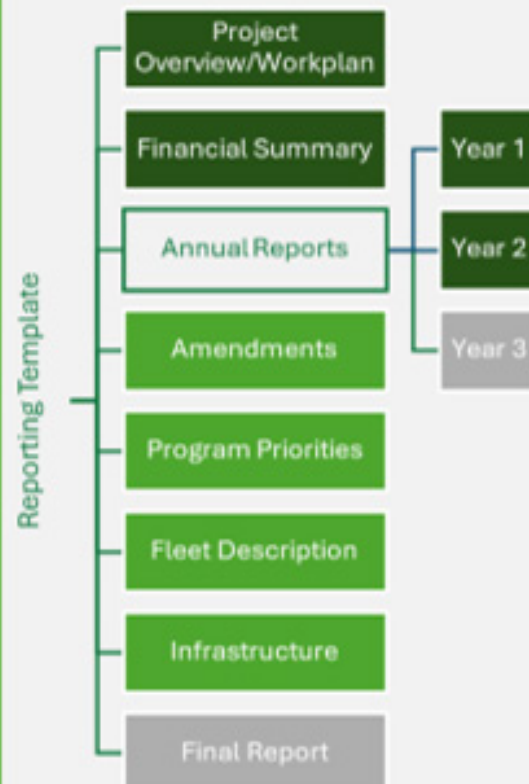 Reporting Template
Project
Overview/Workplan
Financial Summary
Annual Reports
Year 1
Year 2
Year 3
Amendments
Program Priorities
Fleet Description
Infrastructure
Final Report